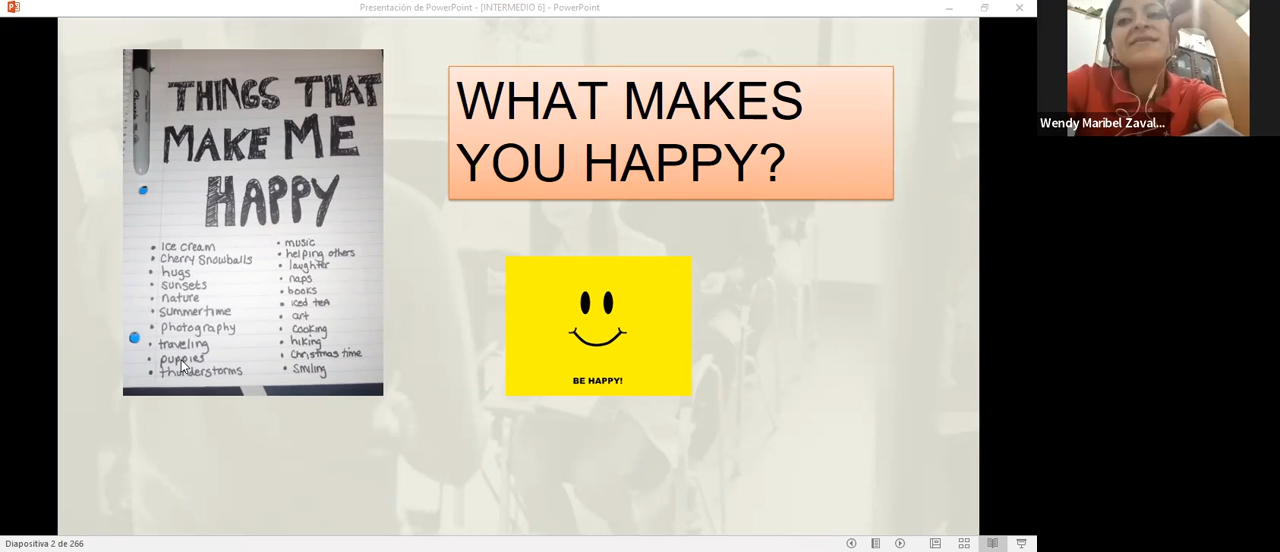 Presentación de PowerPoint - [INTERMEDIO 6] - PowerPoint
THINGS THAT
MAKE ME
HAPPY
• Ice cream
• Cherry Snowballs
• hugs
• sunsets
• nature
• summertime
• photography
• traveling
• puppies
• thunderstorms
• music
• helping others
• laughter
• naps
• books
• iced tea
• art
• cooking
• hiking
• Christmas time
• Smiling
WHAT MAKES
YOU HAPPY?
BE HAPPY!
Wendy Maribel Zaval...
Diapositiva 2 de 266